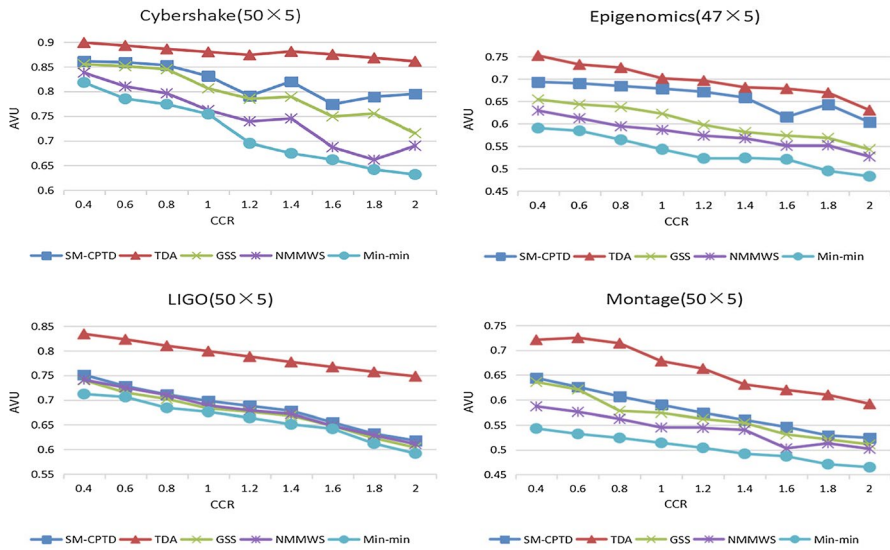 Cybershake(50×5)
0.9
0.85
0.8
0.75
0.7
0.65
0.6
AVU
0.4 0.6 0.8 1 1.2 1.4 1.6 1.8 2
CCR
SM-CPTD TDA GSS NMMWS Min-min
Epigenomics(47×5)
0.75
0.7
0.65
0.6
0.55
0.5
0.45
AVU
0.4 0.6 0.8 1 1.2 1.4 1.6 1.8 2
CCR
SM-CPTD TDA GSS NMMWS Min-min
LIGO(50×5)
0.85
0.8
0.75
0.7
0.65
0.6
0.55
AVU
0.4 0.6 0.8 1 1.2 1.4 1.6 1.8 2
CCR
SM-CPTD TDA GSS NMMWS Min-min
Montage(50×5)
0.75
0.7
0.65
0.6
0.55
0.5
0.45
AVU
0.4 0.6 0.8 1 1.2 1.4 1.6 1.8 2
CCR
SM-CPTD TDA GSS NMMWS Min-min